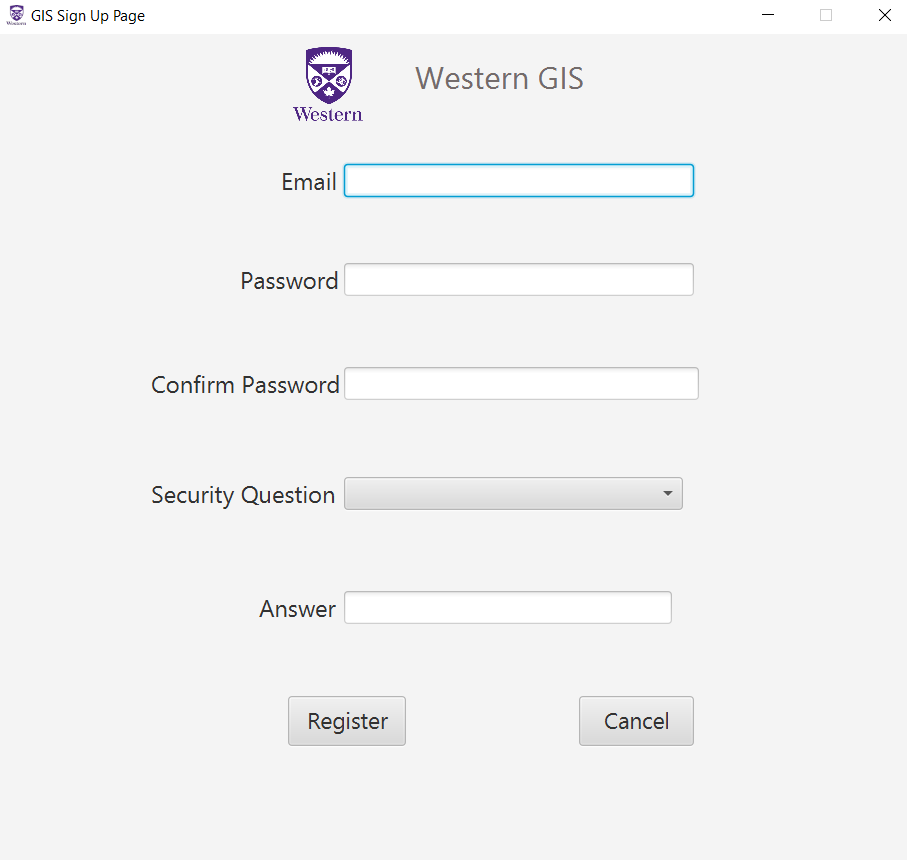 GIS Sign Up Page
Western
Western GIS
Email
Password
Confirm Password
Security Question
Answer
Register
Cancel